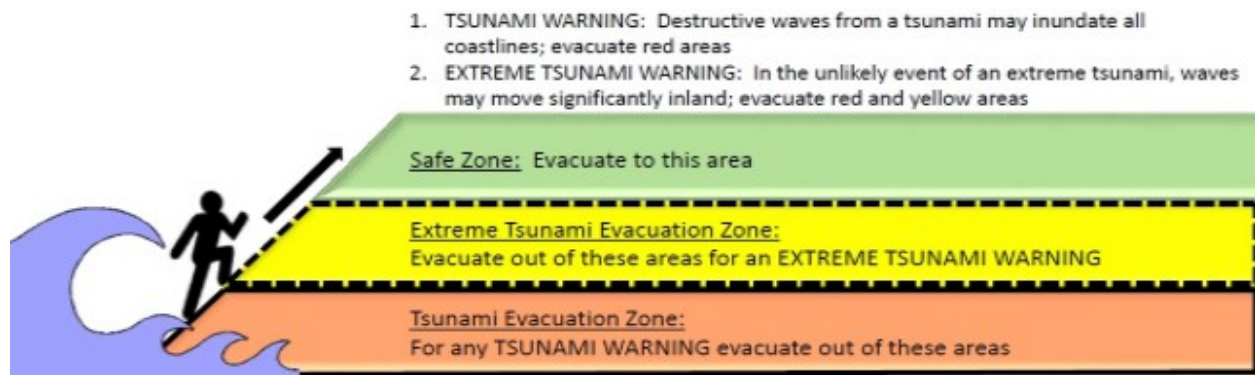 1. TSUNAMI WARNING: Destructive waves from a tsunami may inundate all
coastlines; evacuate red areas
2. EXTREME TSUNAMI WARNING: In the unlikely event of an extreme tsunami, waves
may move significantly inland; evacuate red and yellow areas
Safe Zone: Evacuate to this area
Extreme Tsunami Evacuation Zone:
Evacuate out of these areas for an EXTREME TSUNAMI WARNING
Tsunami Evacuation Zone:
For any TSUNAMI WARNING evacuate out of these areas